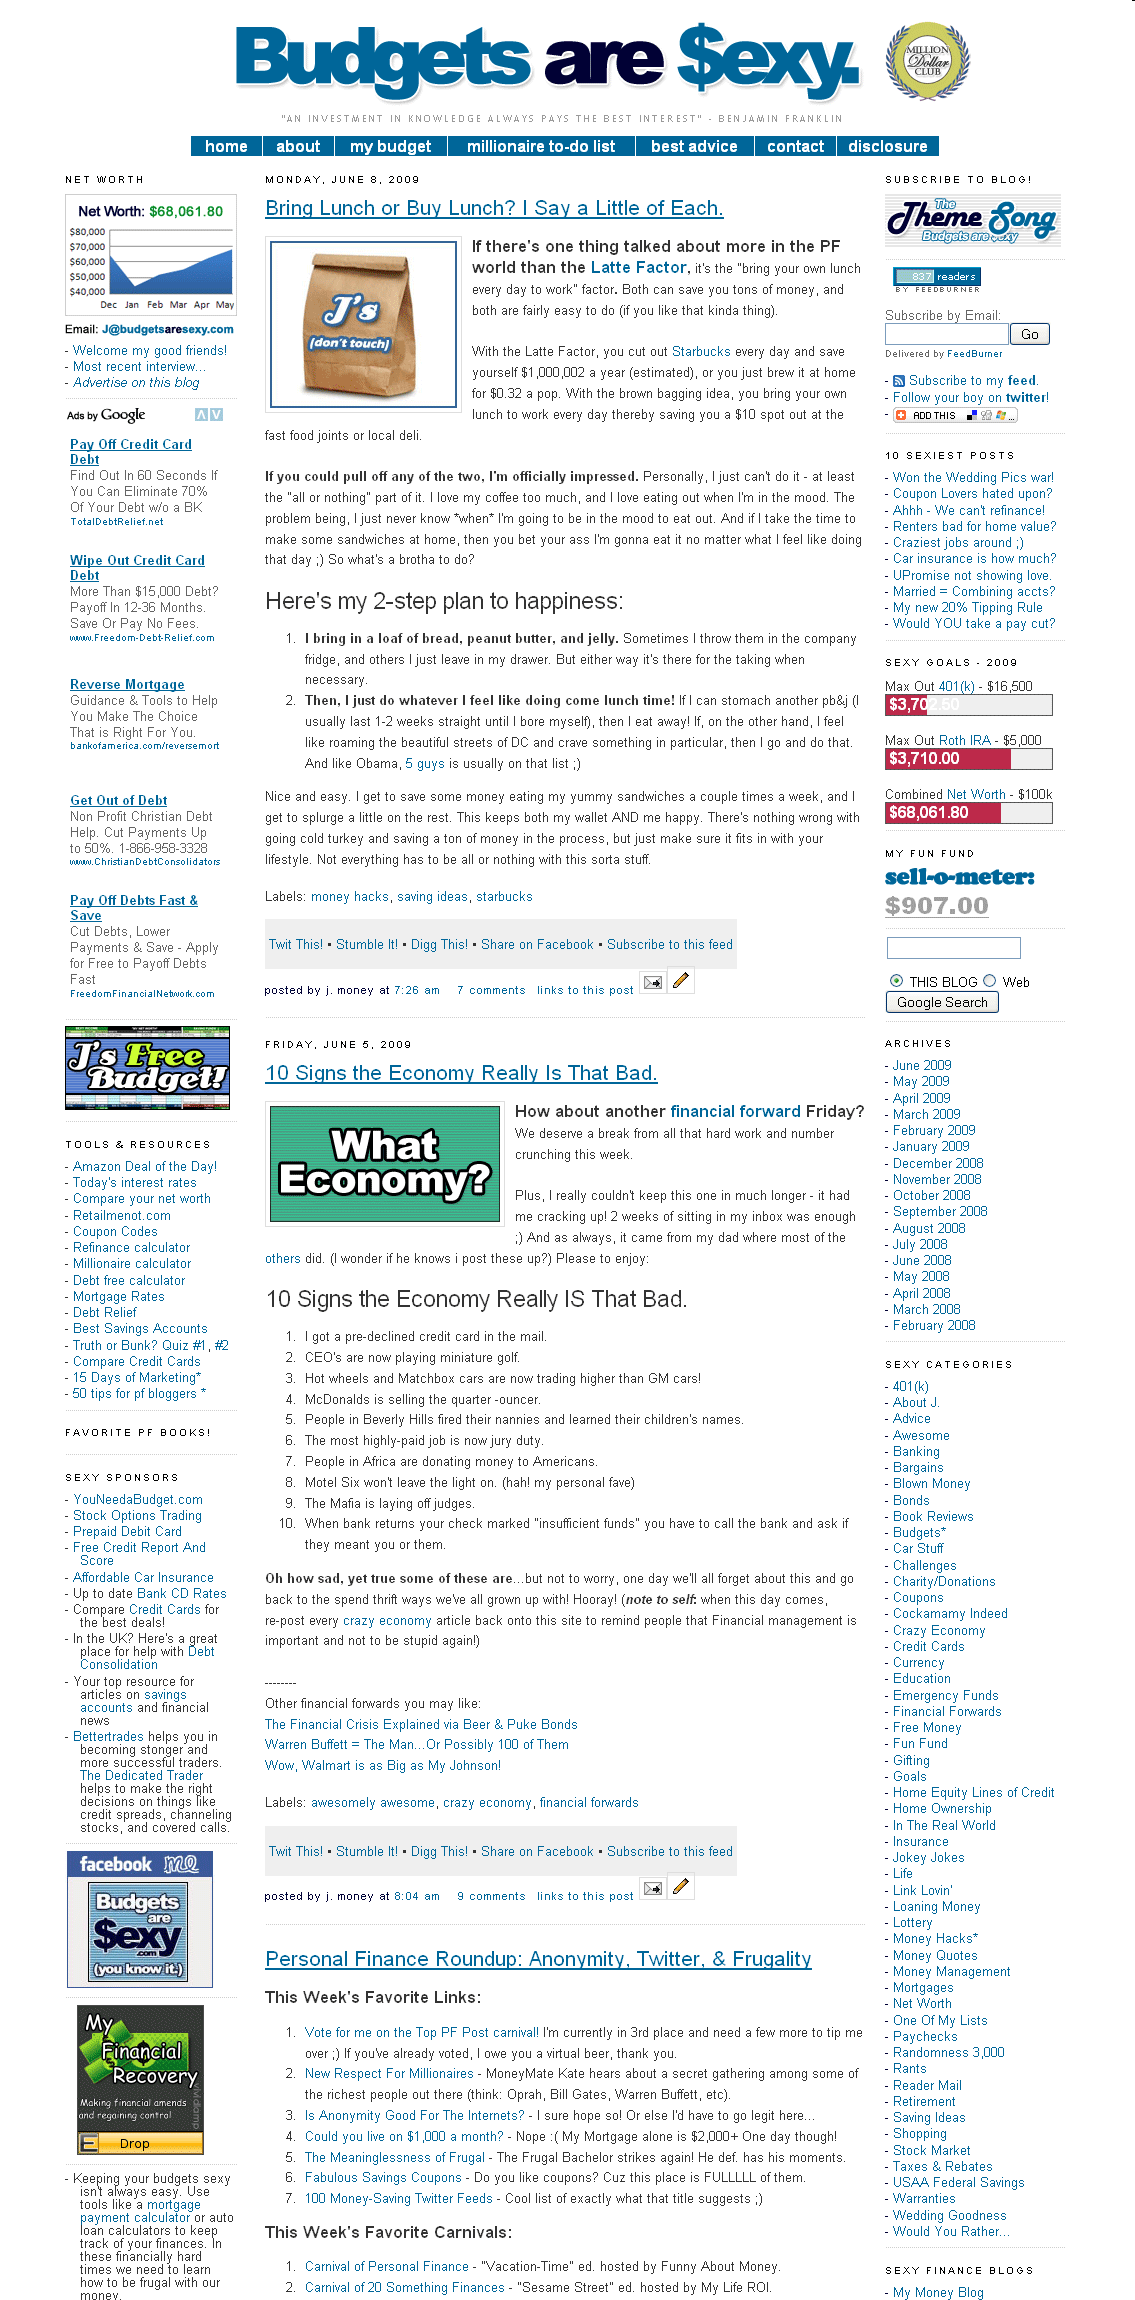 Budgets are $exy.
MILLION
Dollar
CLUB
"AN INVESTMENT IN KNOWLEDGE ALWAYS PAYS THE BEST INTEREST" - BENJAMIN FRANKLIN
home about my budget millionaire to-do list best advice contact disclosure
NET WORTH
Net Worth: $68,061.80
$80,000
$70,000
$60,000
$50,000
$40,000
Dec Jan Feb Mar Apr May
Email: J@budgetsaresexy.com
- Welcome my good friends!
- Most recent interview...
- Advertise on this blog
Ads by Google
Pay Off Credit Card
Debt
Find Out In 60 Seconds If
You Can Eliminate 70%
Of Your Debt w/o a BK
TotalDebtRelief.net
Wipe Out Credit Card
Debt
More Than $15,000 Debt?
Payoff In 12-36 Months.
Save Or Pay No Fees.
www.Freedom-Debt-Relief.com
Reverse Mortgage
Guidance & Tools to Help
You Make The Choice
That is Right For You.
bankofamerica.com/reversemort
Get Out of Debt
Non Profit Christian Debt
Help. Cut Payments Up
to 50%. 1-866-958-3328
www.ChristianDebtConsolidators
Pay Off Debts Fast &
Save
Cut Debts, Lower
Payments & Save - Apply
for Free to Payoff Debts
Fast
FreedomFinancialNetwork.com
J's Free
Budget!
TOOLS & RESOURCES
- Amazon Deal of the Day!
- Today's interest rates
- Compare your net worth
- Retailmenot.com
- Coupon Codes
- Refinance calculator
- Millionaire calculator
- Debt free calculator
- Mortgage Rates
- Debt Relief
- Best Savings Accounts
- Truth or Bunk? Quiz #1, #2
- Compare Credit Cards
- 15 Days of Marketing*
- 50 tips for pf bloggers *
FAVORITE PF BOOKS!
SEXY SPONSORS
- YouNeedaBudget.com
- Stock Options Trading
- Prepaid Debit Card
- Free Credit Report And
Score
- Affordable Car Insurance
- Up to date Bank CD Rates
- Compare Credit Cards for
the best deals!
- In the UK? Here's a great
place for help with Debt
Consolidation
- Your top resource for
articles on savings
accounts and financial
news
- Bettertrades helps you in
becoming stonger and
more successful traders.
The Dedicated Trader
helps to make the right
decisions on things like
credit spreads, channeling
stocks, and covered calls.
facebook me
Budgets
are
$exy
.com
(you know it.)
My
Financial
Recovery
Making financial amends
and regaining control
E Drop
- Keeping your budgets sexy
isn't always easy. Use
tools like a mortgage
payment calculator or auto
loan calculators to keep
track of your finances. In
these financially hard
times we need to learn
how to be frugal with our
money.
MONDAY, JUNE 8, 2009
Bring Lunch or Buy Lunch? I Say a Little of Each.
J's
(don't touch)
If there's one thing talked about more in the PF
world than the Latte Factor, it's the "bring your own lunch
every day to work" factor. Both can save you tons of money, and
both are fairly easy to do (if you like that kinda thing).
With the Latte Factor, you cut out Starbucks every day and save
yourself $1,000,002 a year (estimated), or you just brew it at home
for $0.32 a pop. With the brown bagging idea, you bring your own
lunch to work every day thereby saving you a $10 spot out at the
fast food joints or local deli.
If you could pull off any of the two, I'm officially impressed. Personally, I just can't do it - at least
the "all or nothing" part of it. I love my coffee too much, and I love eating out when I'm in the mood. The
problem being, I just never know *when* I'm going to be in the mood to eat out. And if I take the time to
make some sandwiches at home, then you bet your ass I'm gonna eat it no matter what I feel like doing
that day ;) So what's a brotha to do?
Here's my 2-step plan to happiness:
1. I bring in a loaf of bread, peanut butter, and jelly. Sometimes I throw them in the company
fridge, and others I just leave in my drawer. But either way it's there for the taking when
necessary.
2. Then, I just do whatever I feel like doing come lunch time! If I can stomach another pb&j (I
usually last 1-2 weeks straight until I bore myself), then I eat away! If, on the other hand, I feel
like roaming the beautiful streets of DC and crave something in particular, then I go and do that.
And like Obama, 5 guys is usually on that list ;)
Nice and easy. I get to save some money eating my yummy sandwiches a couple times a week, and I
get to splurge a little on the rest. This keeps both my wallet AND me happy. There's nothing wrong with
going cold turkey and saving a ton of money in the process, but just make sure it fits in with your
lifestyle. Not everything has to be all or nothing with this sorta stuff.
Labels: money hacks, saving ideas, starbucks
Twit This! • Stumble It! • Digg This! • Share on Facebook • Subscribe to this feed
posted by j. money at 7:26 am 7 comments links to this post
FRIDAY, JUNE 5, 2009
10 Signs the Economy Really Is That Bad.
What
Economy?
How about another financial forward Friday?
We deserve a break from all that hard work and number
crunching this week.
Plus, I really couldn't keep this one in much longer - it had
me cracking up! 2 weeks of sitting in my inbox was enough
;) And as always, it came from my dad where most of the
others did. (I wonder if he knows i post these up?) Please to enjoy:
10 Signs the Economy Really IS That Bad.
1. I got a pre-declined credit card in the mail.
2. CEO's are now playing miniature golf.
3. Hot wheels and Matchbox cars are now trading higher than GM cars!
4. McDonalds is selling the quarter -ouncer.
5. People in Beverly Hills fired their nannies and learned their children's names.
6. The most highly-paid job is now jury duty.
7. People in Africa are donating money to Americans.
8. Motel Six won't leave the light on. (hah! my personal fave)
9. The Mafia is laying off judges.
10. When bank returns your check marked "insufficient funds" you have to call the bank and ask if
they meant you or them.
Oh how sad, yet true some of these are...but not to worry, one day we'll all forget about this and go
back to the spend thrift ways we've all grown up with! Hooray! (note to self: when this day comes,
re-post every crazy economy article back onto this site to remind people that Financial management is
important and not to be stupid again!)
--------
Other financial forwards you may like:
The Financial Crisis Explained via Beer & Puke Bonds
Warren Buffett = The Man...Or Possibly 100 of Them
Wow, Walmart is as Big as My Johnson!
Labels: awesomely awesome, crazy economy, financial forwards
Twit This! • Stumble It! • Digg This! • Share on Facebook • Subscribe to this feed
posted by j. money at 8:04 am 9 comments links to this post
Personal Finance Roundup: Anonymity, Twitter, & Frugality
This Week's Favorite Links:
1. Vote for me on the Top PF Post carnival! I'm currently in 3rd place and need a few more to tip me
over ;) If you've already voted, I owe you a virtual beer, thank you.
2. New Respect For Millionaires - MoneyMate Kate hears about a secret gathering among some of
the richest people out there (think: Oprah, Bill Gates, Warren Buffett, etc).
3. Is Anonymity Good For The Internets? - I sure hope so! Or else I'd have to go legit here...
4. Could you live on $1,000 a month? - Nope :( My Mortgage alone is $2,000+ One day though!
5. The Meaninglessness of Frugal - The Frugal Bachelor strikes again! He def. has his moments.
6. Fabulous Savings Coupons - Do you like coupons? Cuz this place is FULLLLL of them.
7. 100 Money-Saving Twitter Feeds - Cool list of exactly what that title suggests ;)
This Week's Favorite Carnivals:
1. Carnival of Personal Finance - "Vacation-Time" ed. hosted by Funny About Money.
2. Carnival of 20 Something Finances - "Sesame Street" ed. hosted by My Life ROI.
SUBSCRIBE TO BLOG!
The
Theme Song
Budgets are $exy
837 readers
BY FEEDBURNER
Subscribe by Email:
Go
Delivered by FeedBurner
- Subscribe to my feed.
- Follow your boy on twitter!
- ADD THIS
10 SEXIEST POSTS
- Won the Wedding Pics war!
- Coupon Lovers hated upon?
- Ahhh - We can't refinance!
- Renters bad for home value?
- Craziest jobs around ;)
- Car insurance is how much?
- UPromise not showing love.
- Married = Combining accts?
- My new 20% Tipping Rule
- Would YOU take a pay cut?
SEXY GOALS - 2009
Max Out 401(k) - $16,500
$3,702.50
Max Out Roth IRA - $5,000
$3,710.00
Combined Net Worth - $100k
$68,061.80
MY FUN FUND
sell-o-meter:
$907.00
THIS BLOG Web
Google Search
ARCHIVES
- June 2009
- May 2009
- April 2009
- March 2009
- February 2009
- January 2009
- December 2008
- November 2008
- October 2008
- September 2008
- August 2008
- July 2008
- June 2008
- May 2008
- April 2008
- March 2008
- February 2008
SEXY CATEGORIES
- 401(k)
- About J.
- Advice
- Awesome
- Banking
- Bargains
- Blown Money
- Bonds
- Book Reviews
- Budgets*
- Car Stuff
- Challenges
- Charity/Donations
- Coupons
- Cockamamy Indeed
- Crazy Economy
- Credit Cards
- Currency
- Education
- Emergency Funds
- Financial Forwards
- Free Money
- Fun Fund
- Gifting
- Goals
- Home Equity Lines of Credit
- Home Ownership
- In The Real World
- Insurance
- Jokey Jokes
- Life
- Link Lovin'
- Loaning Money
- Lottery
- Money Hacks*
- Money Quotes
- Money Management
- Mortgages
- Net Worth
- One Of My Lists
- Paychecks
- Randomness 3,000
- Rants
- Reader Mail
- Retirement
- Saving Ideas
- Shopping
- Stock Market
- Taxes & Rebates
- USAA Federal Savings
- Warranties
- Wedding Goodness
- Would You Rather...
SEXY FINANCE BLOGS
- My Money Blog